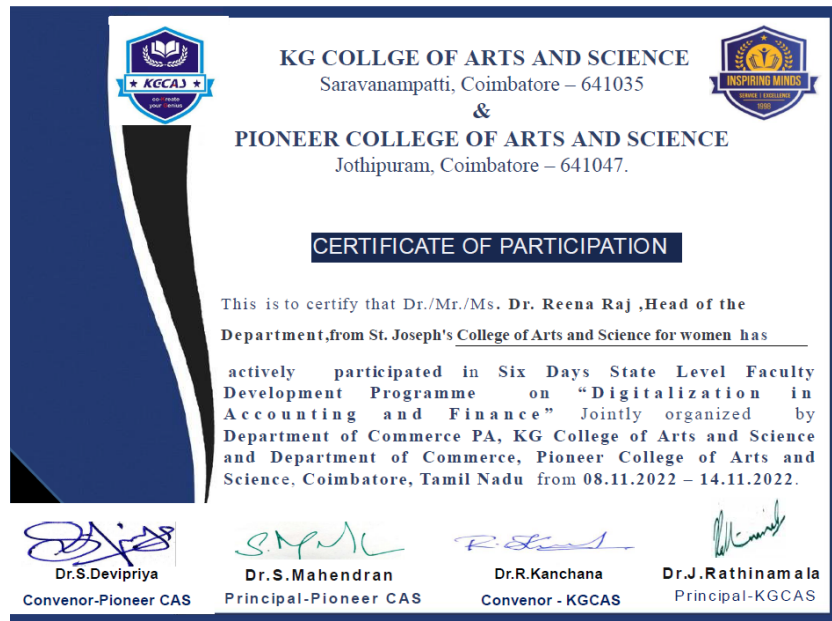 KG COLLGE OF ARTS AND SCIENCE
Saravanampatti, Coimbatore – 641035
&
PIONEER COLLEGE OF ARTS AND SCIENCE
Jothipuram, Coimbatore – 641047.
KGCAS
co-create
your Genius
INSPIRING MINDS
SERVICE | EXCELLENCE
1998
CERTIFICATE OF PARTICIPATION
This is to certify that Dr./Mr./Ms. Dr. Reena Raj ,Head of the
Department,from St. Joseph's College of Arts and Science for women has
actively participated in Six Days State Level Faculty
Development Programme on “Digitalization in
Accounting and Finance” Jointly organized by
Department of Commerce PA, KG College of Arts and Science
and Department of Commerce, Pioneer College of Arts and
Science, Coimbatore, Tamil Nadu from 08.11.2022 – 14.11.2022.
Dr.S.Devipriya
Convenor-Pioneer CAS
Dr.S.Mahendran
Principal-Pioneer CAS
Dr.R.Kanchana
Convenor - KGCAS
Dr.J.Rathinamala
Principal-KGCAS